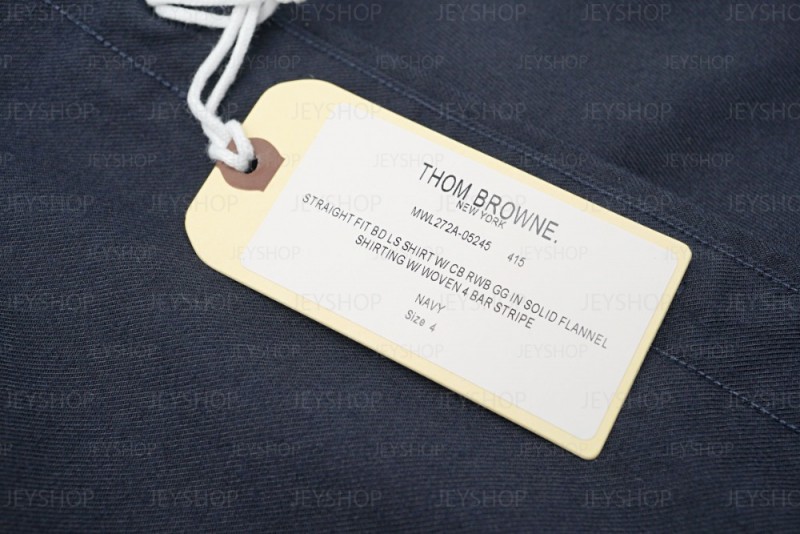 THOM BROWNE.
NEW YORK
MWL272A-05245 415
STRAIGHT FIT BD LS SHIRT W/ CB RWB GG IN SOLID FLANNEL
SHIRTING W/ WOVEN 4 BAR STRIPE
NAVY
Size 4
JEYSHOP